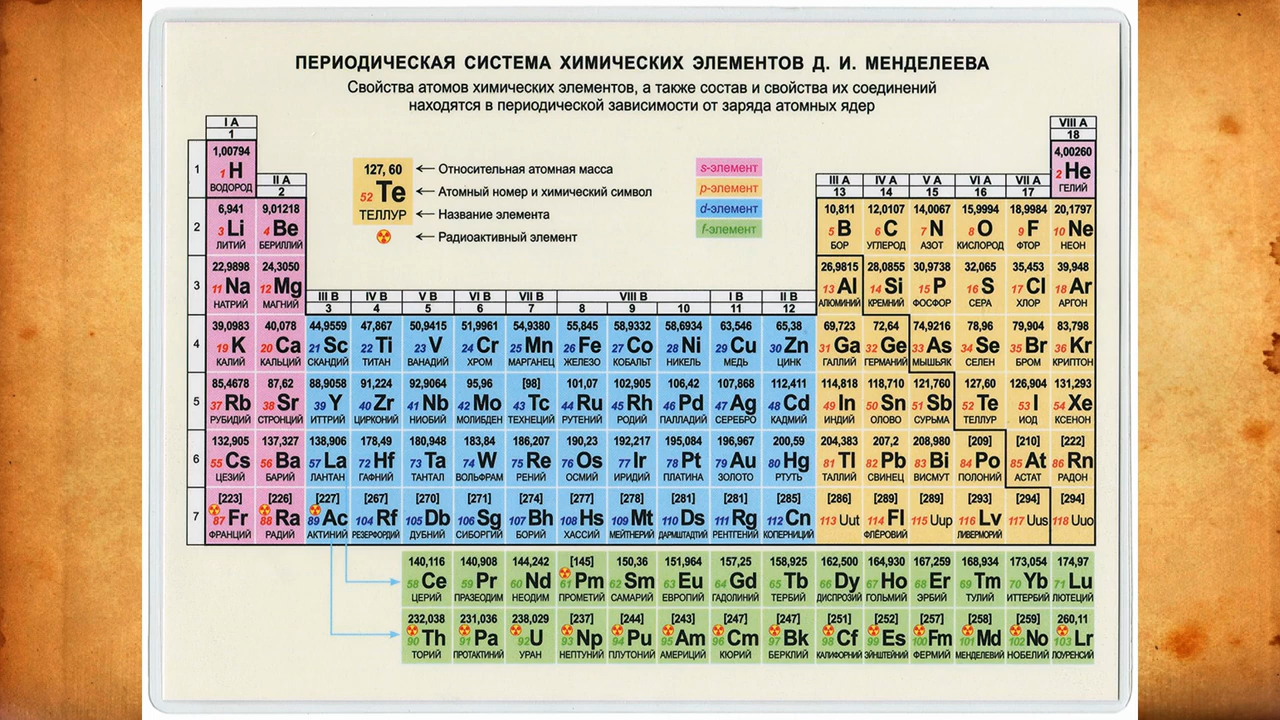 ПЕРИОДИЧЕСКАЯ СИСТЕМА ХИМИЧЕСКИХ ЭЛЕМЕНТОВ Д. И. МЕНДЕЛЕЕВА
Свойства атомов химических элементов, а также состав и свойства их соединений
находятся в периодической зависимости от заряда атомных ядер
I A VIII A
1 18
1,00794 4,00260
1 1 H 2 He
ВОДОРОД ГЕЛИЙ
127, 60 ← Относительная атомная масса
52 Te ← Атомный номер и химический символ
ТЕЛЛУР ← Название элемента
← Радиоактивный элемент
s-элемент
p-элемент
d-элемент
f-элемент
II A III A IV A V A VI A VII A
2 13 14 15 16 17
6,941 9,01218 10,811 12,0107 14,0067 15,9994 18,9984 20,1797
2 3 Li 4 Be 5 B 6 C 7 N 8 O 9 F 10 Ne
ЛИТИЙ БЕРИЛЛИЙ БОР УГЛЕРОД АЗОТ КИСЛОРОД ФТОР НЕОН
22,9898 24,3050 26,9815 28,0855 30,9738 32,065 35,453 39,948
3 11 Na 12 Mg 13 Al 14 Si 15 P 16 S 17 Cl 18 Ar
НАТРИЙ МАГНИЙ АЛЮМИНИЙ КРЕМНИЙ ФОСФОР СЕРА ХЛОР АРГОН
III B IV B V B VI B VII B VIII B I B II B
3 4 5 6 7 8 9 10 11 12
39,0983 40,078 44,9559 47,867 50,9415 51,9961 54,9380 55,845 58,9332 58,6934 63,546 65,38 69,723 72,64 74,9216 78,96 79,904 83,798
4 19 K 20 Ca 21 Sc 22 Ti 23 V 24 Cr 25 Mn 26 Fe 27 Co 28 Ni 29 Cu 30 Zn 31 Ga 32 Ge 33 As 34 Se 35 Br 36 Kr
КАЛИЙ КАЛЬЦИЙ СКАНДИЙ ТИТАН ВАНАДИЙ ХРОМ МАРГАНЕЦ ЖЕЛЕЗО КОБАЛЬТ НИКЕЛЬ МЕДЬ ЦИНК ГАЛЛИЙ ГЕРМАНИЙ МЫШЬЯК СЕЛЕН БРОМ КРИПТОН
85,4678 87,62 88,9058 91,224 92,9064 95,96 [98] 101,07 102,905 106,42 107,868 112,411 114,818 118,710 121,760 127,60 126,904 131,293
5 37 Rb 38 Sr 39 Y 40 Zr 41 Nb 42 Mo 43 Tc 44 Ru 45 Rh 46 Pd 47 Ag 48 Cd 49 In 50 Sn 51 Sb 52 Te 53 I 54 Xe
РУБИДИЙ СТРОНЦИЙ ИТТРИЙ ЦИРКОНИЙ НИОБИЙ МОЛИБДЕН ТЕХНЕЦИЙ РУТЕНИЙ РОДИЙ ПАЛЛАДИЙ СЕРЕБРО КАДМИЙ ИНДИЙ ОЛОВО СУРЬМА ТЕЛЛУР ИОД КСЕНОН
132,905 137,327 138,906 178,49 180,948 183,84 186,207 190,23 192,217 195,084 196,967 200,59 204,383 207,2 208,980 [209] [210] [222]
6 55 Cs 56 Ba 57 La 72 Hf 73 Ta 74 W 75 Re 76 Os 77 Ir 78 Pt 79 Au 80 Hg 81 Tl 82 Pb 83 Bi 84 Po 85 At 86 Rn
ЦЕЗИЙ БАРИЙ ЛАНТАН ГАФНИЙ ТАНТАЛ ВОЛЬФРАМ РЕНИЙ ОСМИЙ ИРИДИЙ ПЛАТИНА ЗОЛОТО РТУТЬ ТАЛЛИЙ СВИНЕЦ ВИСМУТ ПОЛОНИЙ АСТАТ РАДОН
[223] [226] [227] [267] [270] [271] [274] [277] [278] [281] [281] [285] [286] [289] [289] [293] [294] [294]
7 87 Fr 88 Ra 89 Ac 104 Rf 105 Db 106 Sg 107 Bh 108 Hs 109 Mt 110 Ds 111 Rg 112 Cn 113 Uut 114 Fl 115 Uup 116 Lv 117 Uus 118 Uuo
ФРАНЦИЙ РАДИЙ АКТИНИЙ РЕЗЕРФОРДИЙ ДУБНИЙ СИБОРГИЙ БОРИЙ ХАССИЙ МЕЙТНЕРИЙ ДАРМШТАДТИЙ РЕНТГЕНИЙ КОПЕРНИЦИЙ ФЛЁРОВИЙ ЛИВЕРМОРИЙ
140,116 140,908 144,242 [145] 150,36 151,964 157,25 158,925 162,500 164,930 167,259 168,934 173,054 174,97
58 Ce 59 Pr 60 Nd 61 Pm 62 Sm 63 Eu 64 Gd 65 Tb 66 Dy 67 Ho 68 Er 69 Tm 70 Yb 71 Lu
ЦЕРИЙ ПРАЗЕОДИМ НЕОДИМ ПРОМЕТИЙ САМАРИЙ ЕВРОПИЙ ГАДОЛИНИЙ ТЕРБИЙ ДИСПРОЗИЙ ГОЛЬМИЙ ЭРБИЙ ТУЛИЙ ИТТЕРБИЙ ЛЮТЕЦИЙ
232,038 231,036 238,029 [237] [244] [243] [247] [247] [251] [252] [257] [258] [259] 260,11
90 Th 91 Pa 92 U 93 Np 94 Pu 95 Am 96 Cm 97 Bk 98 Cf 99 Es 100 Fm 101 Md 102 No 103 Lr
ТОРИЙ ПРОТАКТИНИЙ УРАН НЕПТУНИЙ ПЛУТОНИЙ АМЕРИЦИЙ КЮРИЙ БЕРКЛИЙ КАЛИФОРНИЙ ЭЙНШТЕЙНИЙ ФЕРМИЙ МЕНДЕЛЕВИЙ НОБЕЛИЙ ЛОУРЕНСИЙ